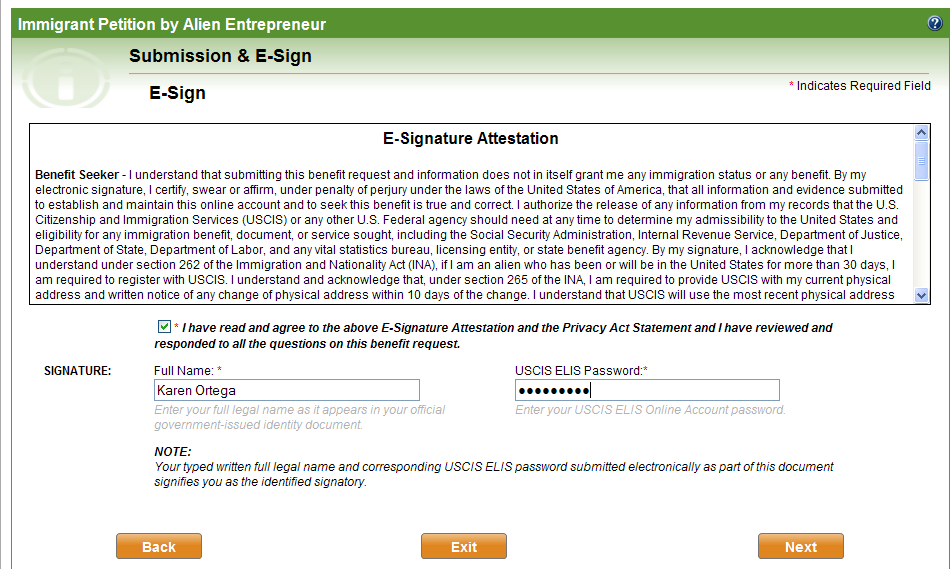 Immigrant Petition by Alien Entrepreneur
?
Submission & E-Sign
E-Sign
* Indicates Required Field
E-Signature Attestation
Benefit Seeker - I understand that submitting this benefit request and information does not in itself grant me any immigration status or any benefit. By my
electronic signature, I certify, swear or affirm, under penalty of perjury under the laws of the United States of America, that all information and evidence submitted
to establish and maintain this online account and to seek this benefit is true and correct. I authorize the release of any information from my records that the U.S.
Citizenship and Immigration Services (USCIS) or any other U.S. Federal agency should need at any time to determine my admissibility to the United States and
eligibility for any immigration benefit, document, or service sought, including the Social Security Administration, Internal Revenue Service, Department of Justice,
Department of State, Department of Labor, and any vital statistics bureau, licensing entity, or state benefit agency. By my signature, I acknowledge that I
understand under section 262 of the Immigration and Nationality Act (INA), if I am an alien who has been or will be in the United States for more than 30 days, I
am required to register with USCIS. I understand and acknowledge that, under section 265 of the INA, I am required to provide USCIS with my current physical
address and written notice of any change of physical address within 10 days of the change. I understand that USCIS will use the most recent physical address
* I have read and agree to the above E-Signature Attestation and the Privacy Act Statement and I have reviewed and
responded to all the questions on this benefit request.
SIGNATURE: Full Name: * USCIS ELIS Password:*
Karen Ortega ●●●●●●●●●
Enter your full legal name as it appears in your official Enter your USCIS ELIS Online Account password.
government-issued identity document.
NOTE:
Your typed written full legal name and corresponding USCIS ELIS password submitted electronically as part of this document
signifies you as the identified signatory.
Back Exit Next